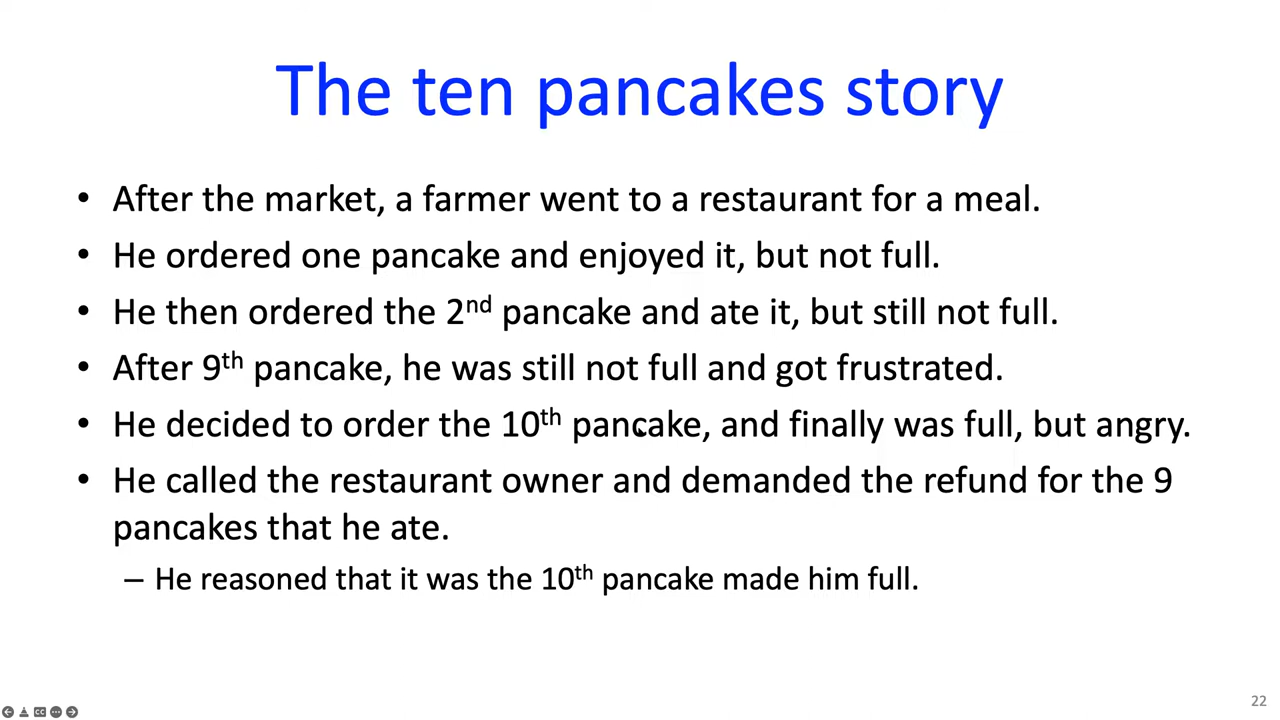 The ten pancakes story
• After the market, a farmer went to a restaurant for a meal.
• He ordered one pancake and enjoyed it, but not full.
• He then ordered the 2nd pancake and ate it, but still not full.
• After 9th pancake, he was still not full and got frustrated.
• He decided to order the 10th pancake, and finally was full, but angry.
• He called the restaurant owner and demanded the refund for the 9
pancakes that he ate.
– He reasoned that it was the 10th pancake made him full.
22